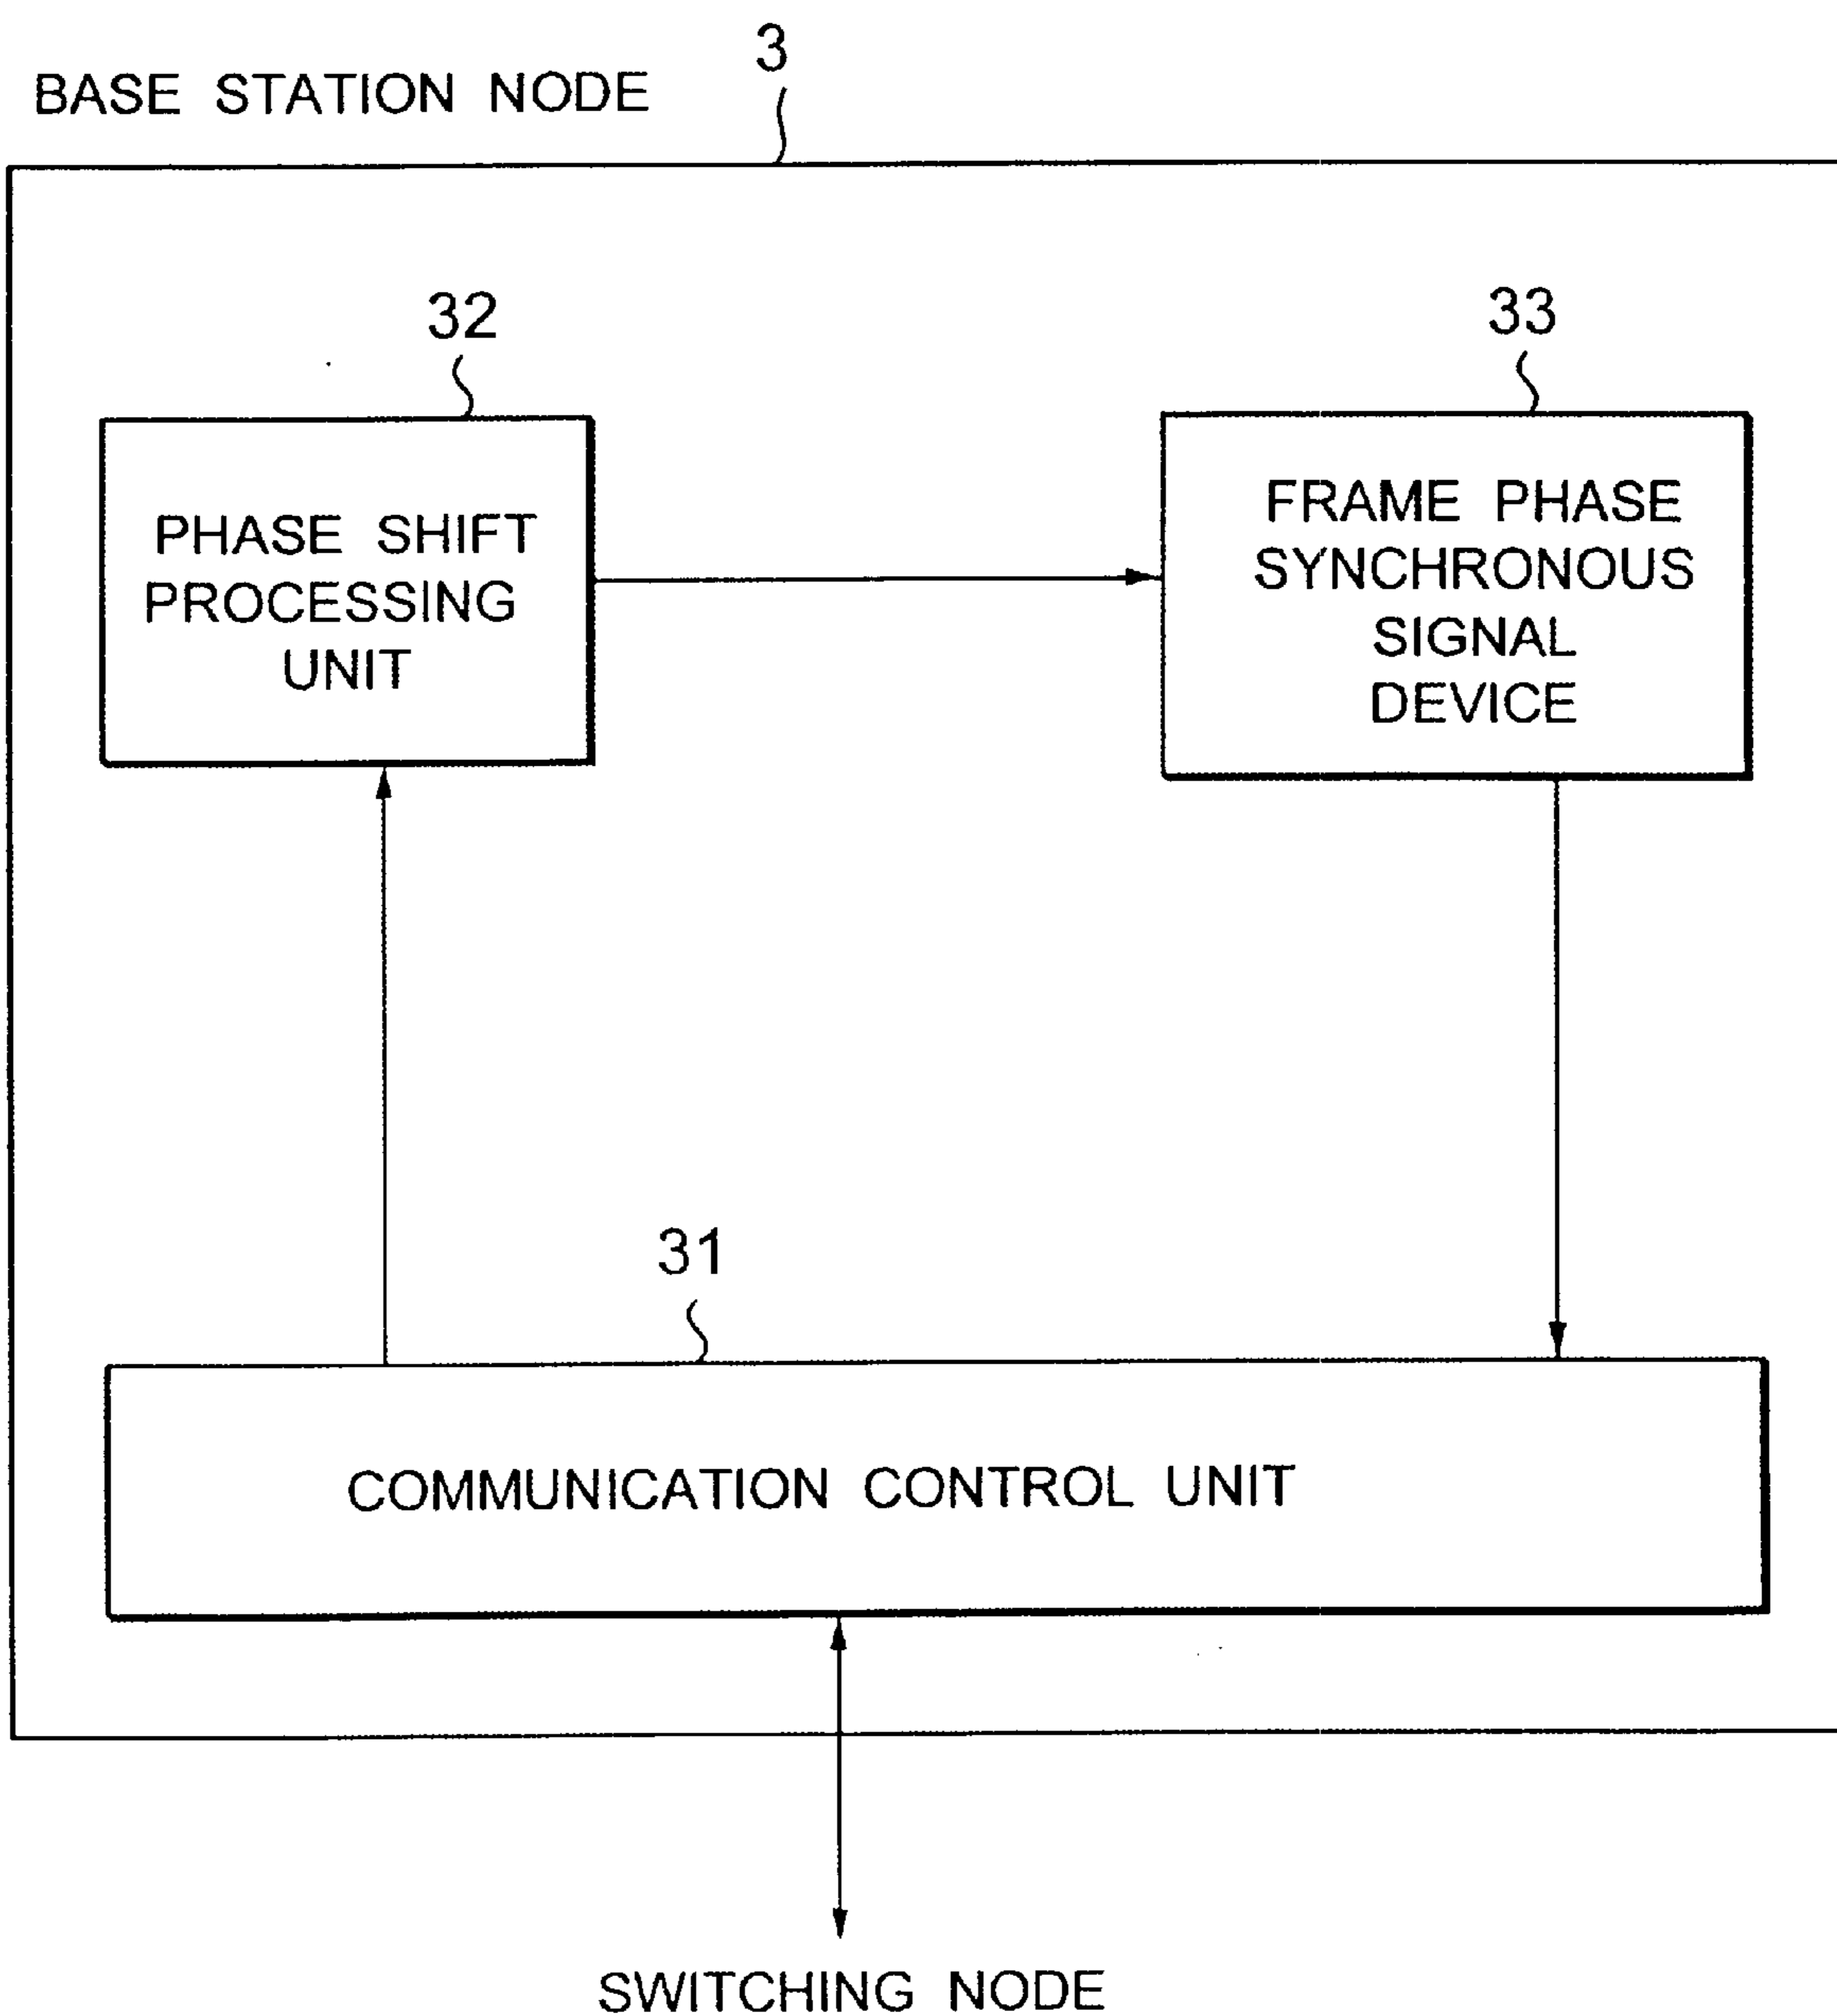 3
BASE STATION NODE
32
33
PHASE SHIFT
PROCESSING
UNIT
FRAME PHASE
SYNCHRONOUS
SIGNAL
DEVICE
31
COMMUNICATION CONTROL UNIT
SWITCHING NODE